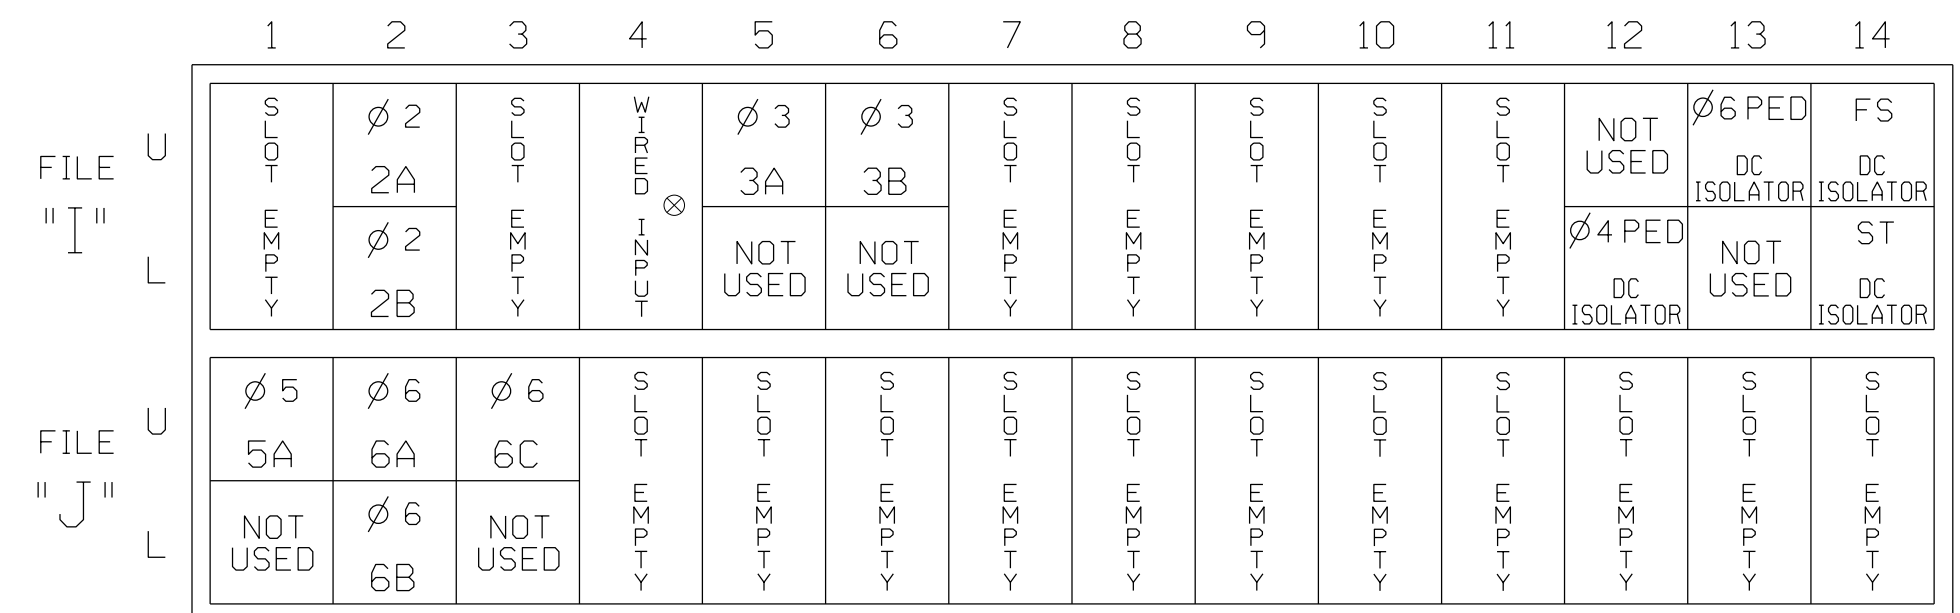 1 2 3 4 5 6 7 8 9 10 11 12 13 14
FILE
"I"
U
L
SLOT EMPTY
Ø 2
2A
Ø 2
2B
SLOT EMPTY
WIRED INPUT
Ø 3
3A
NOT
USED
Ø 3
3B
NOT
USED
SLOT EMPTY
SLOT EMPTY
SLOT EMPTY
SLOT EMPTY
SLOT EMPTY
NOT
USED
Ø4 PED
DC
ISOLATOR
Ø6 PED
DC
ISOLATOR
NOT
USED
FS
DC
ISOLATOR
ST
DC
ISOLATOR
FILE
"J"
U
L
Ø 5
5A
NOT
USED
Ø 6
6A
Ø 6
6B
Ø 6
6C
NOT
USED
SLOT EMPTY
SLOT EMPTY
SLOT EMPTY
SLOT EMPTY
SLOT EMPTY
SLOT EMPTY
SLOT EMPTY
SLOT EMPTY
SLOT EMPTY
SLOT EMPTY
SLOT EMPTY